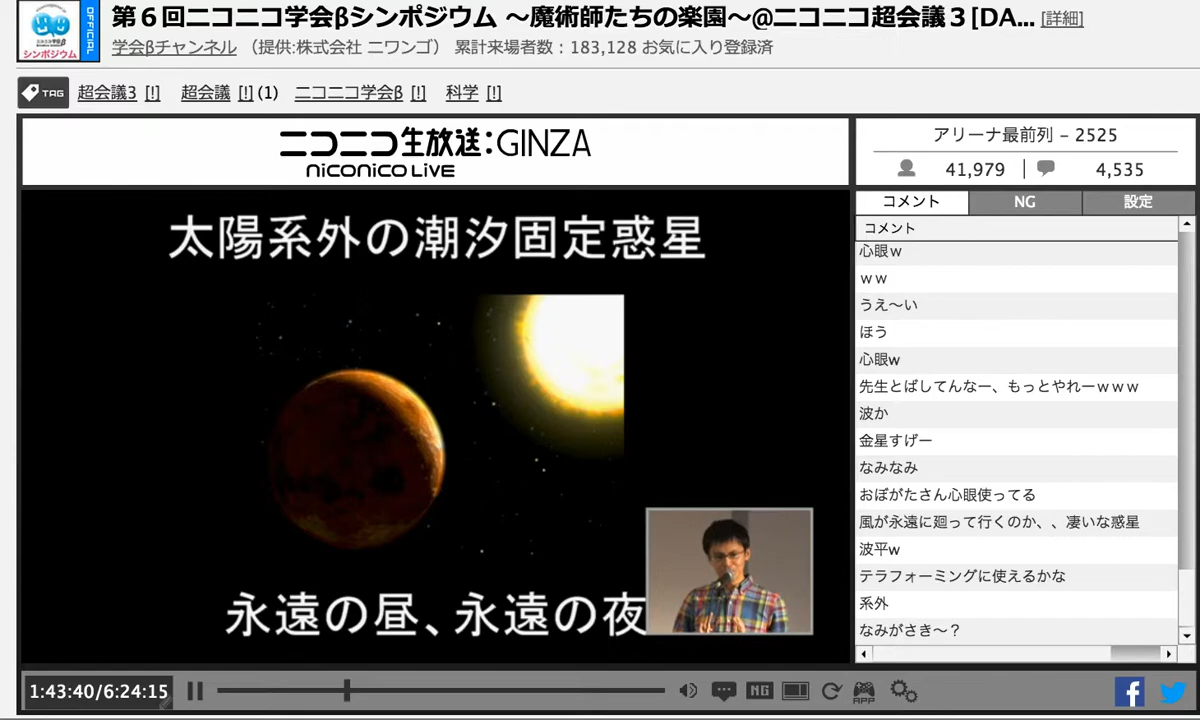 第6回ニコニコ学会βシンポジウム 〜魔術師たちの楽園〜@ニコニコ超会議3[DA... [詳細]
シンポジウム
OFFICIAL
学会βチャンネル (提供:株式会社 ニワンゴ) 累計来場者数：183,128 お気に入り登録済
TAG 超会議3 [!] 超会議 [!] (1) ニコニコ学会β [!] 科学 [!]
ニコニコ生放送:GINZA
niconico Live
アリーナ最前列 - 2525
41,979 4,535
コメント NG 設定
コメント
心眼w
ww
うえ〜い
ほう
心眼w
先生とばしてんなー、もっとやれーwww
波か
金星すげー
なみなみ
おぼがたさん心眼使ってる
風が永遠に廻って行くのか、、凄いな惑星
波平w
テラフォーミングに使えるかな
系外
なみがさき〜？
太陽系外の潮汐固定惑星
永遠の昼、永遠の夜
1:43:40/6:24:15
NG
APP